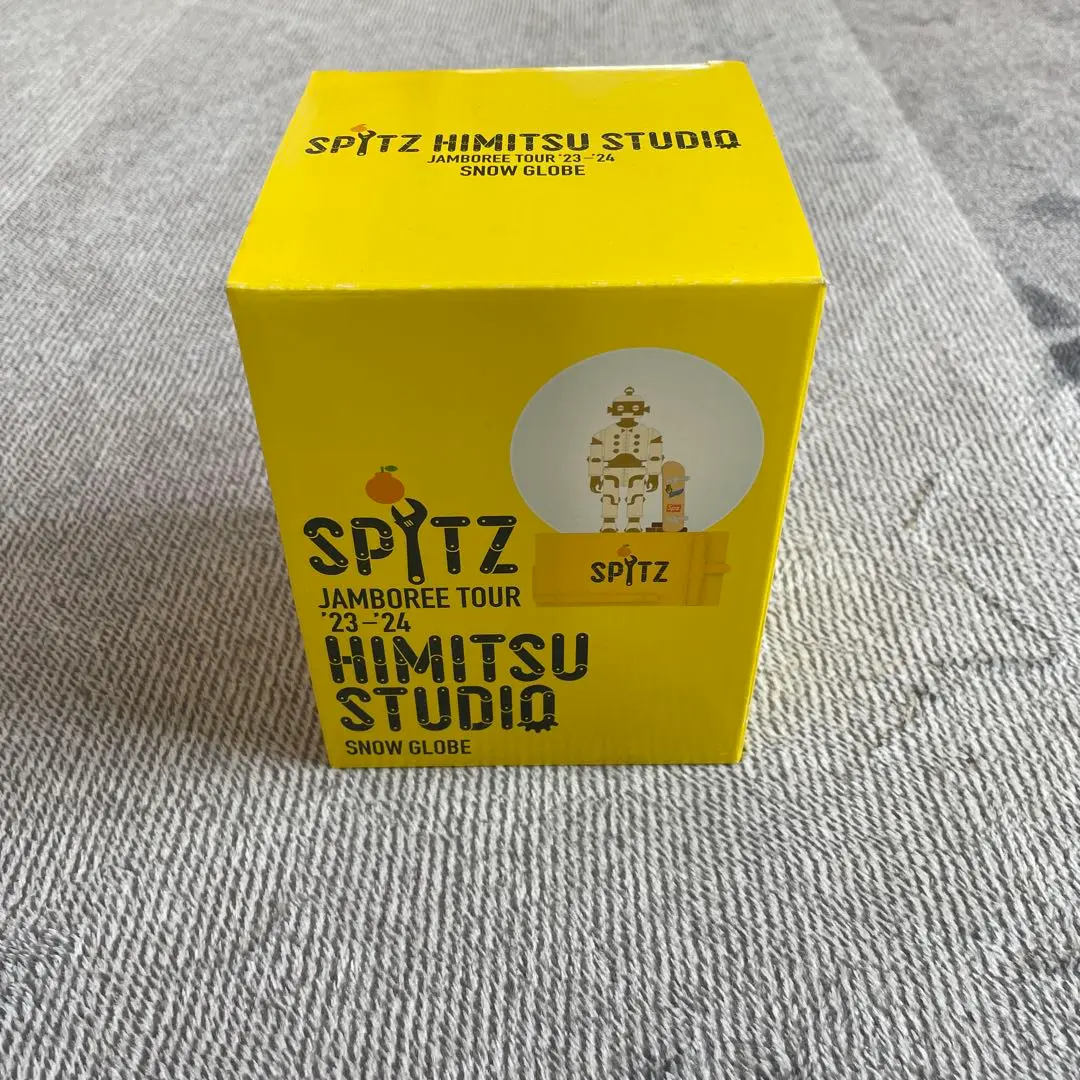 SPITZ HIMITSU STUDIO
JAMBOREE TOUR '23–'24
SNOW GLOBE
SPITZ
SPITZ
JAMBOREE TOUR
'23–'24
HIMITSU
STUDIO
SNOW GLOBE